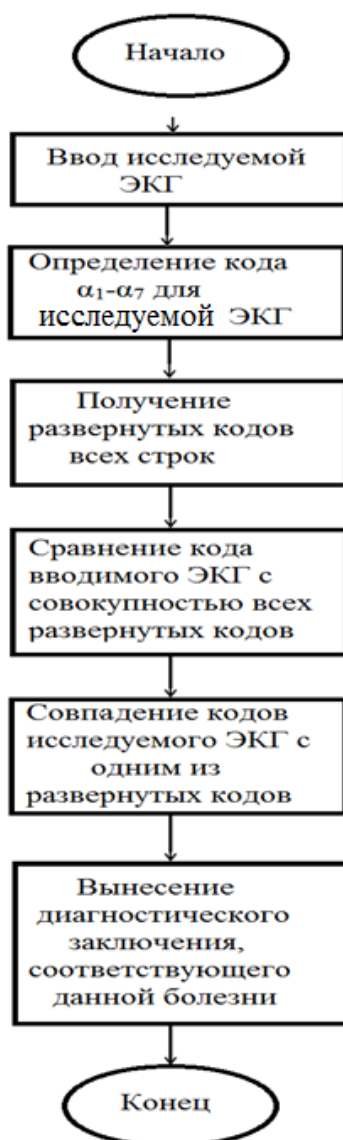 Начало
Ввод исследуемой
ЭКГ
Определение кода
α₁-α₇ для
исследуемой ЭКГ
Получение
развернутых кодов
всех строк
Сравнение кода
вводимого ЭКГ с
совокупностью всех
развернутых кодов
Совпадение кодов
исследуемого ЭКГ с
одним из
развернутых кодов
Вынесение
диагностического
заключения,
соответствующего
данной болезни
Конец